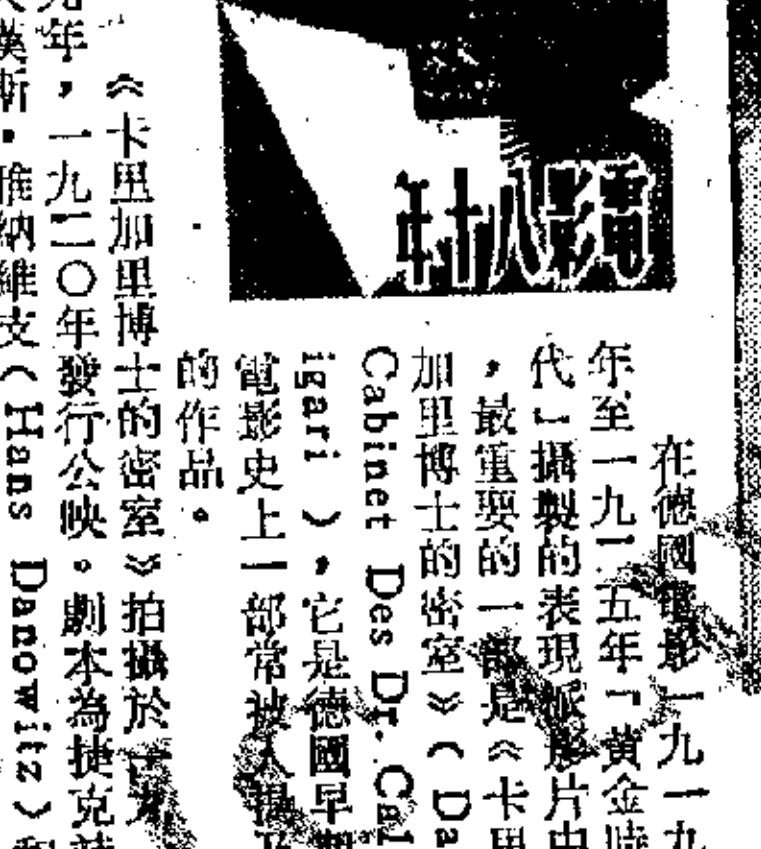 電影八十年
在德國電影一九一九
年至一九二五年「黃金時
代」攝製的表現派影片中
，最重要的一部是《卡里
加里博士的密室》（Da
Cabinet Des Dr. Cal
igari），它是德國早期
電影史上一部常被人提及
的作品。
《卡里加里博士的密室》拍攝於一九
年，一九二〇年發行公映。劇本為捷克
漢斯·雅納維支（Hans Danowitz）和